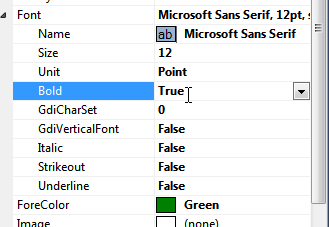 Font Microsoft Sans Serif, 12pt, s
Name ab Microsoft Sans Serif
Size 12
Unit Point
Bold True
GdiCharSet 0
GdiVerticalFont False
Italic False
Strikeout False
Underline False
ForeColor Green
Image (none)